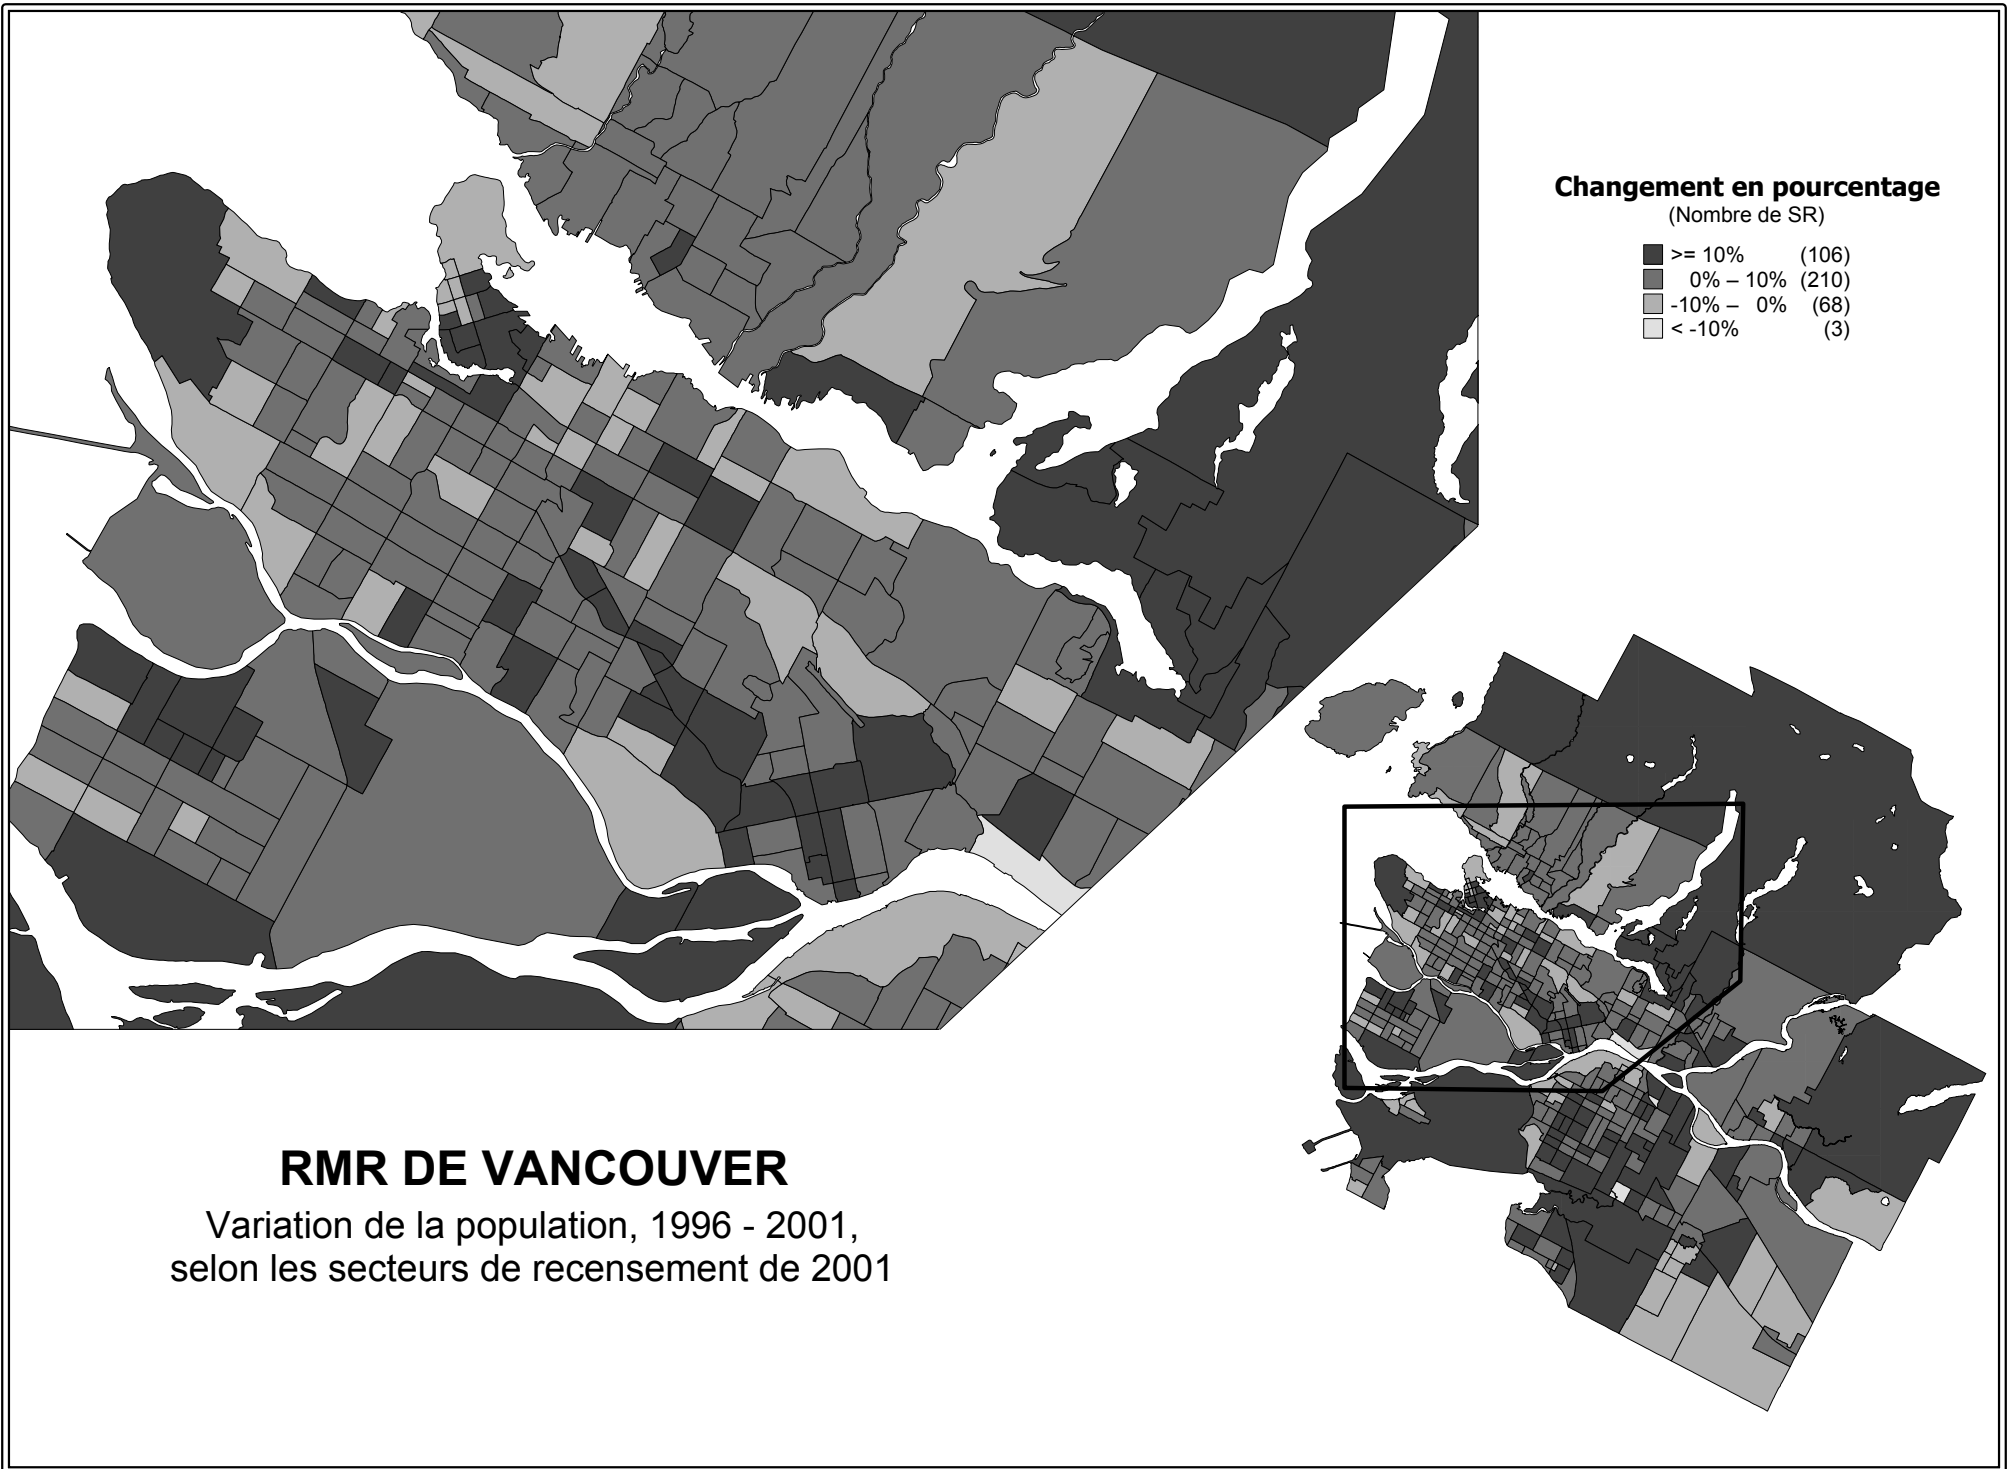 Changement en pourcentage
(Nombre de SR)
>= 10% (106)
0% – 10% (210)
-10% – 0% (68)
< -10% (3)
RMR DE VANCOUVER
Variation de la population, 1996 - 2001,
selon les secteurs de recensement de 2001